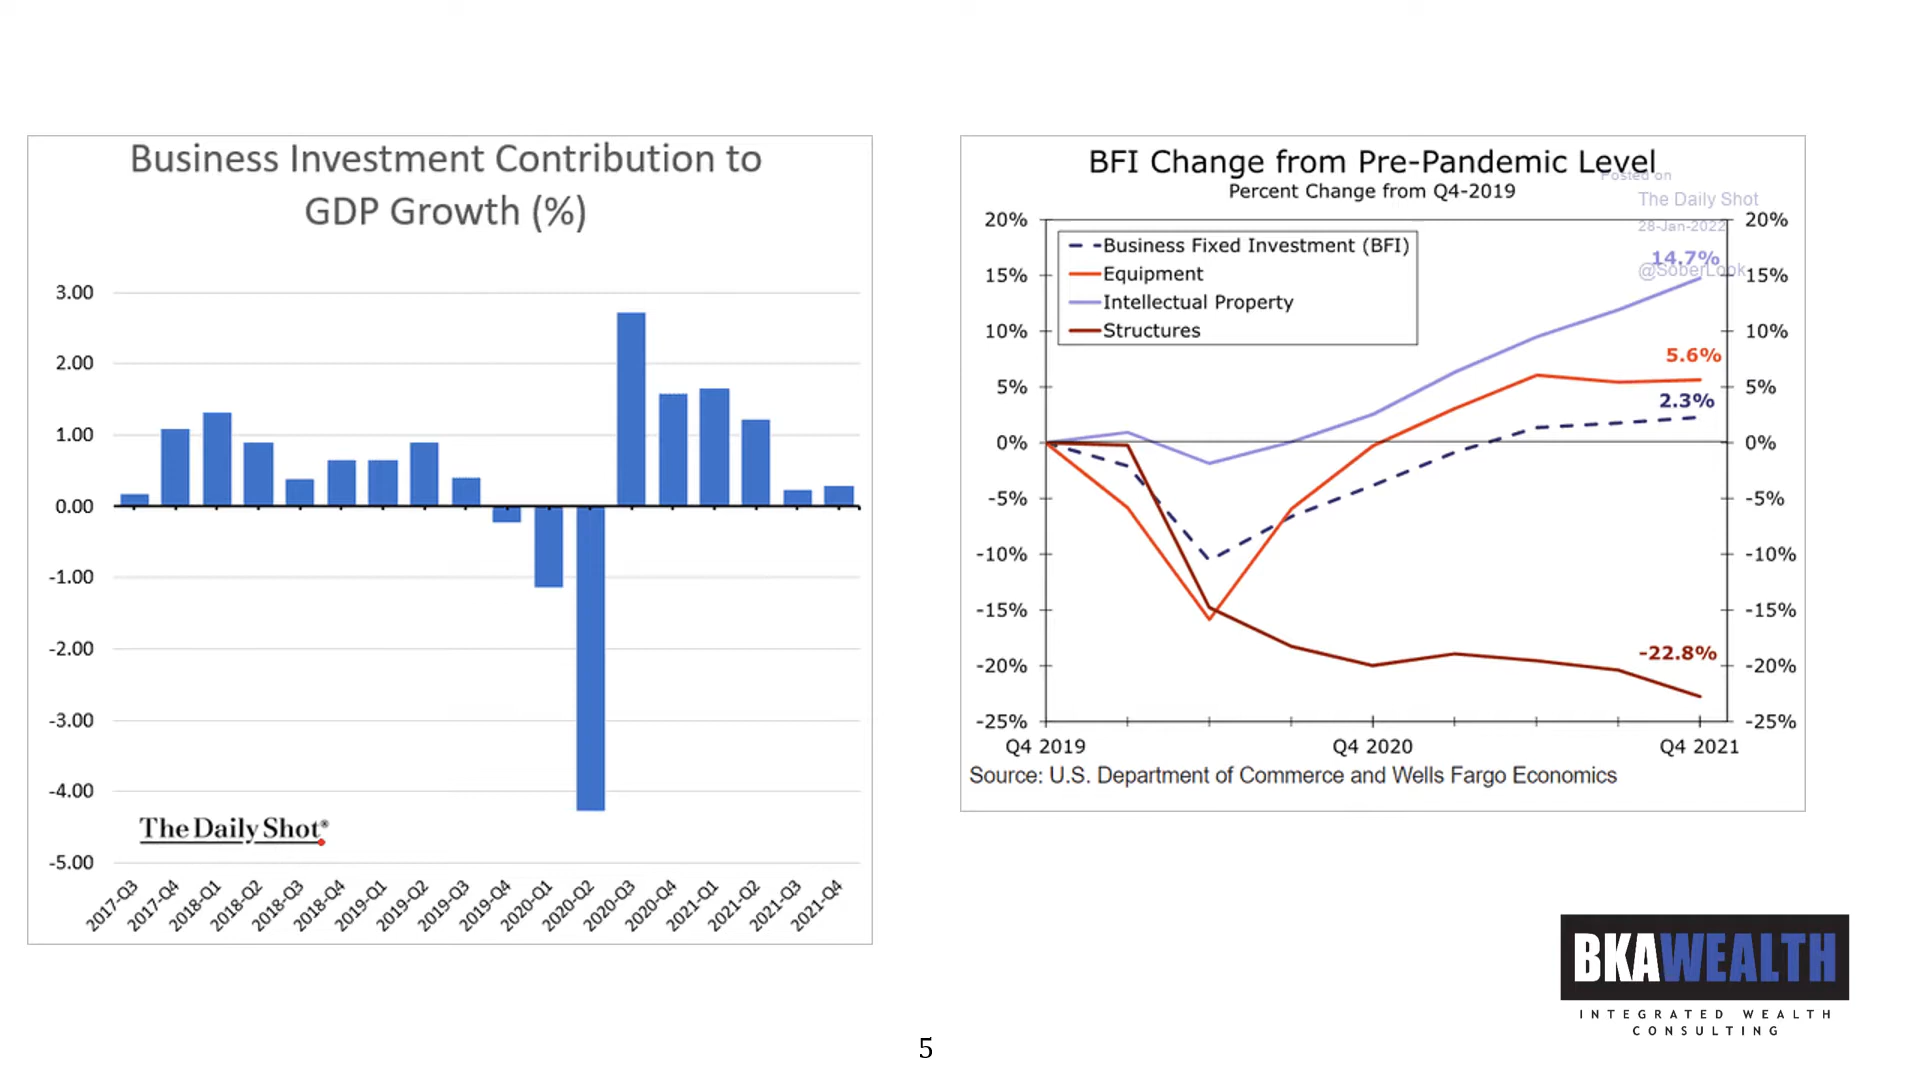 Business Investment Contribution to
GDP Growth (%)
3.00
2.00
1.00
0.00
-1.00
-2.00
-3.00
-4.00
-5.00
The Daily Shot®
2017-Q3
2017-Q4
2018-Q1
2018-Q2
2018-Q3
2018-Q4
2019-Q1
2019-Q2
2019-Q3
2019-Q4
2020-Q1
2020-Q2
2020-Q3
2020-Q4
2021-Q1
2021-Q2
2021-Q3
2021-Q4
BFI Change from Pre-Pandemic Level
Percent Change from Q4-2019
Posted on
The Daily Shot
28-Jan-2022
@SoberLook
20%
15%
10%
5%
0%
-5%
-10%
-15%
-20%
-25%
Business Fixed Investment (BFI)
Equipment
Intellectual Property
Structures
14.7%
5.6%
2.3%
-22.8%
20%
15%
10%
5%
0%
-5%
-10%
-15%
-20%
-25%
Q4 2019
Q4 2020
Q4 2021
Source: U.S. Department of Commerce and Wells Fargo Economics
BKAWEALTH
INTEGRATED WEALTH
CONSULTING
5